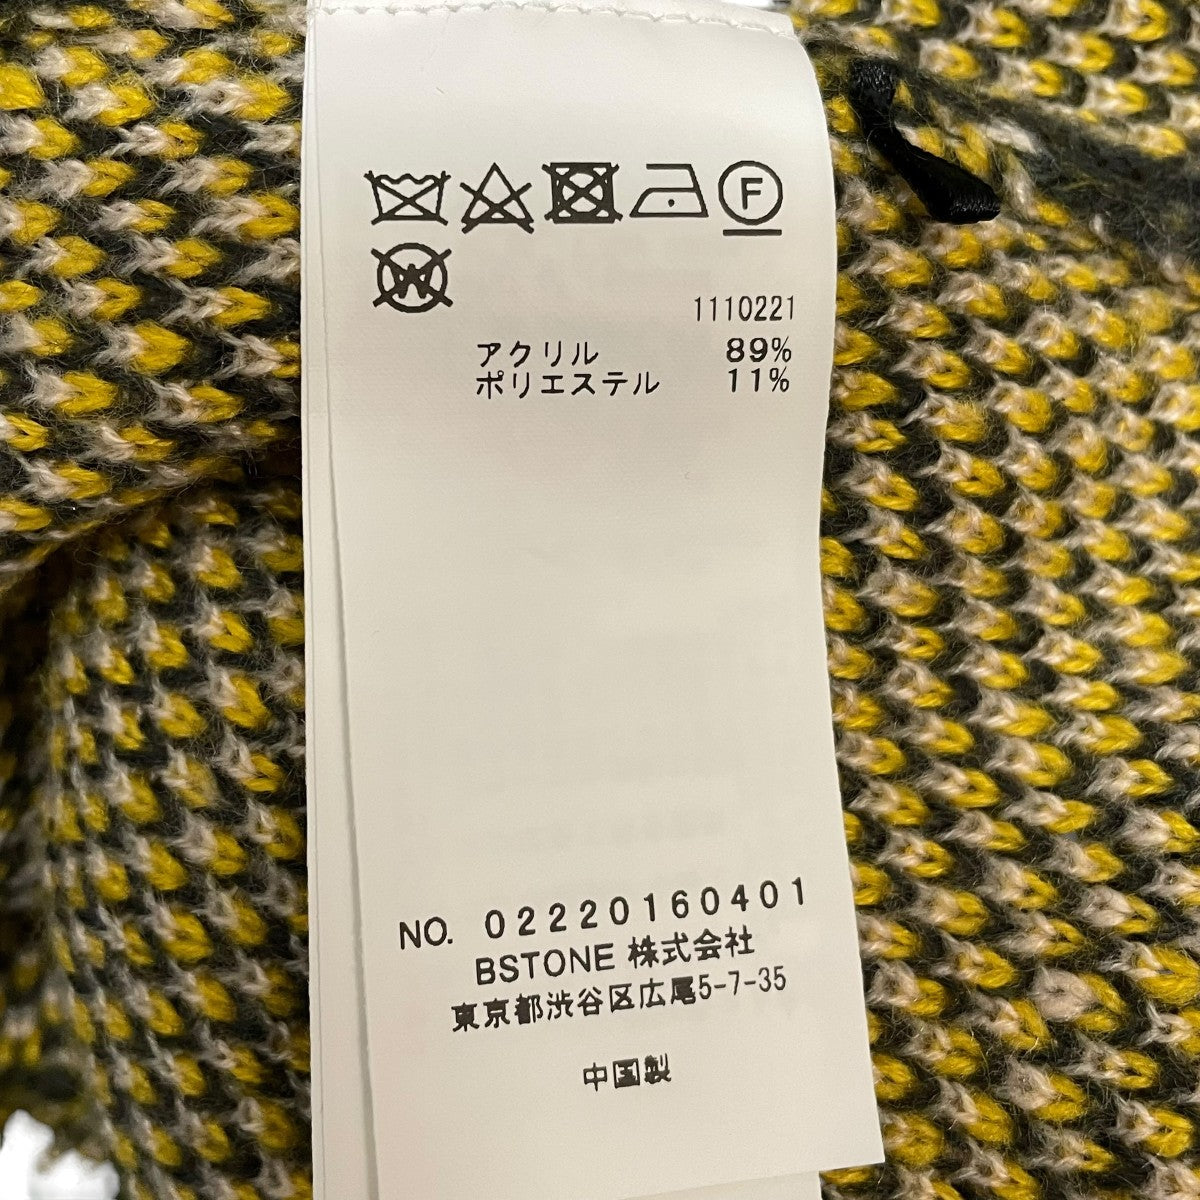 F
W
1110221
アクリル 89%
ポリエステル 11%
NO. 02220160401
BSTONE 株式会社
東京都渋谷区広尾5-7-35
中国製